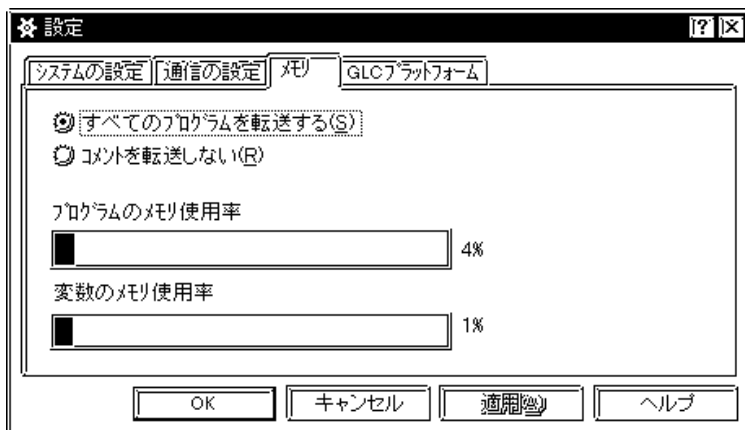 設定
システムの設定 通信の設定 メモリ GLCプラットフォーム
すべてのプログラムを転送する(S)
コメントを転送しない(R)
プログラムのメモリ使用率
4%
変数のメモリ使用率
1%
OK キャンセル 適用(A) ヘルプ